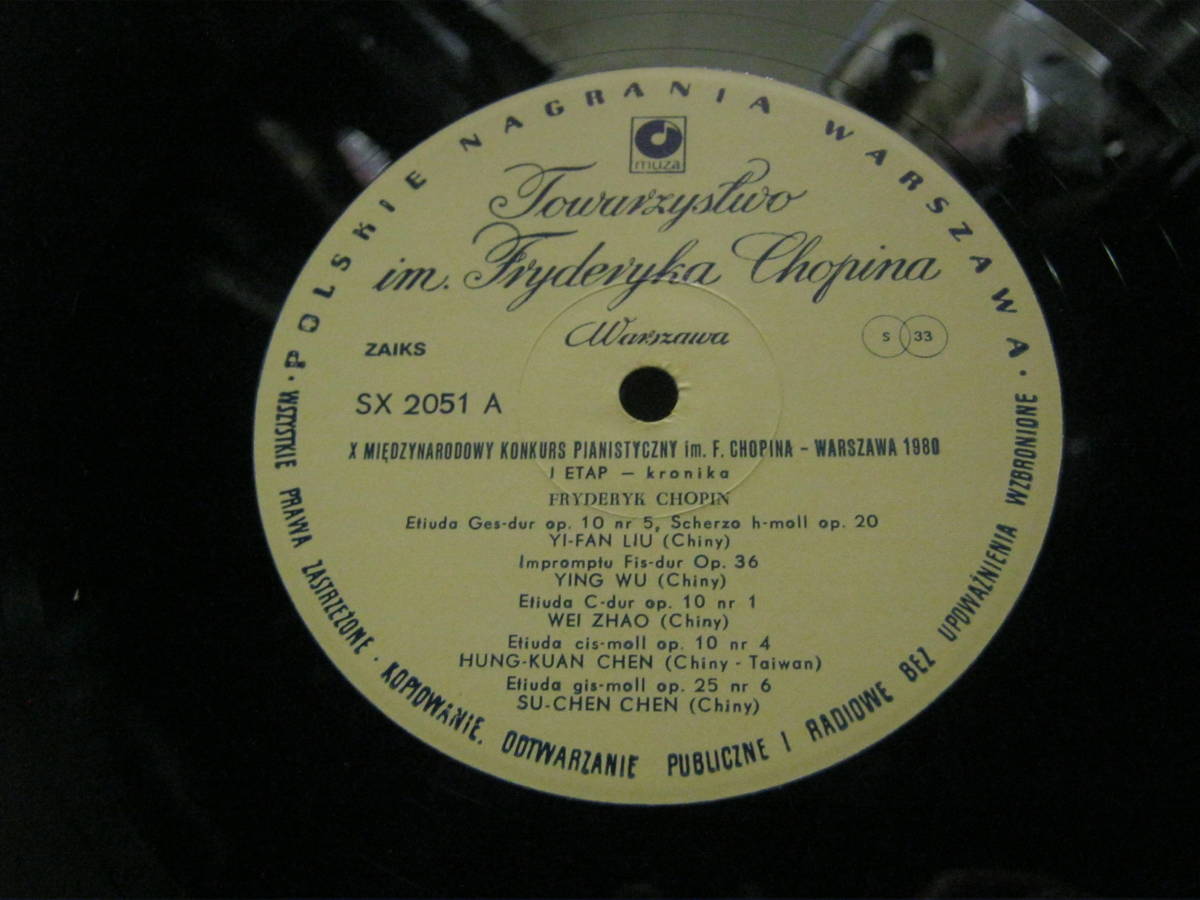 POLSKIE NAGRANIA WARSZAWA
muza
Towarzystwo
im. Fryderyka Chopina
Warszawa
ZAIKS
S 33
SX 2051 A
X MIĘDZYNARODOWY KONKURS PIANISTYCZNY im. F. CHOPINA – WARSZAWA 1980
I ETAP – kronika
FRYDERYK CHOPIN
Etiuda Ges-dur op. 10 nr 5, Scherzo h-moll op. 20
YI-FAN LIU (Chiny)
Impromptu Fis-dur Op. 36
YING WU (Chiny)
Etiuda C-dur op. 10 nr 1
WEI ZHAO (Chiny)
Etiuda cis-moll op. 10 nr 4
HUNG-KUAN CHEN (Chiny - Taiwan)
Etiuda gis-moll op. 25 nr 6
SU-CHEN CHEN (Chiny)
· WSZYSTKIE PRAWA ZASTRZEŻONE · KOPIOWANIE, ODTWARZANIE PUBLICZNE I RADIOWE BEZ UPOWAŻNIENIA WZBRONIONE ·